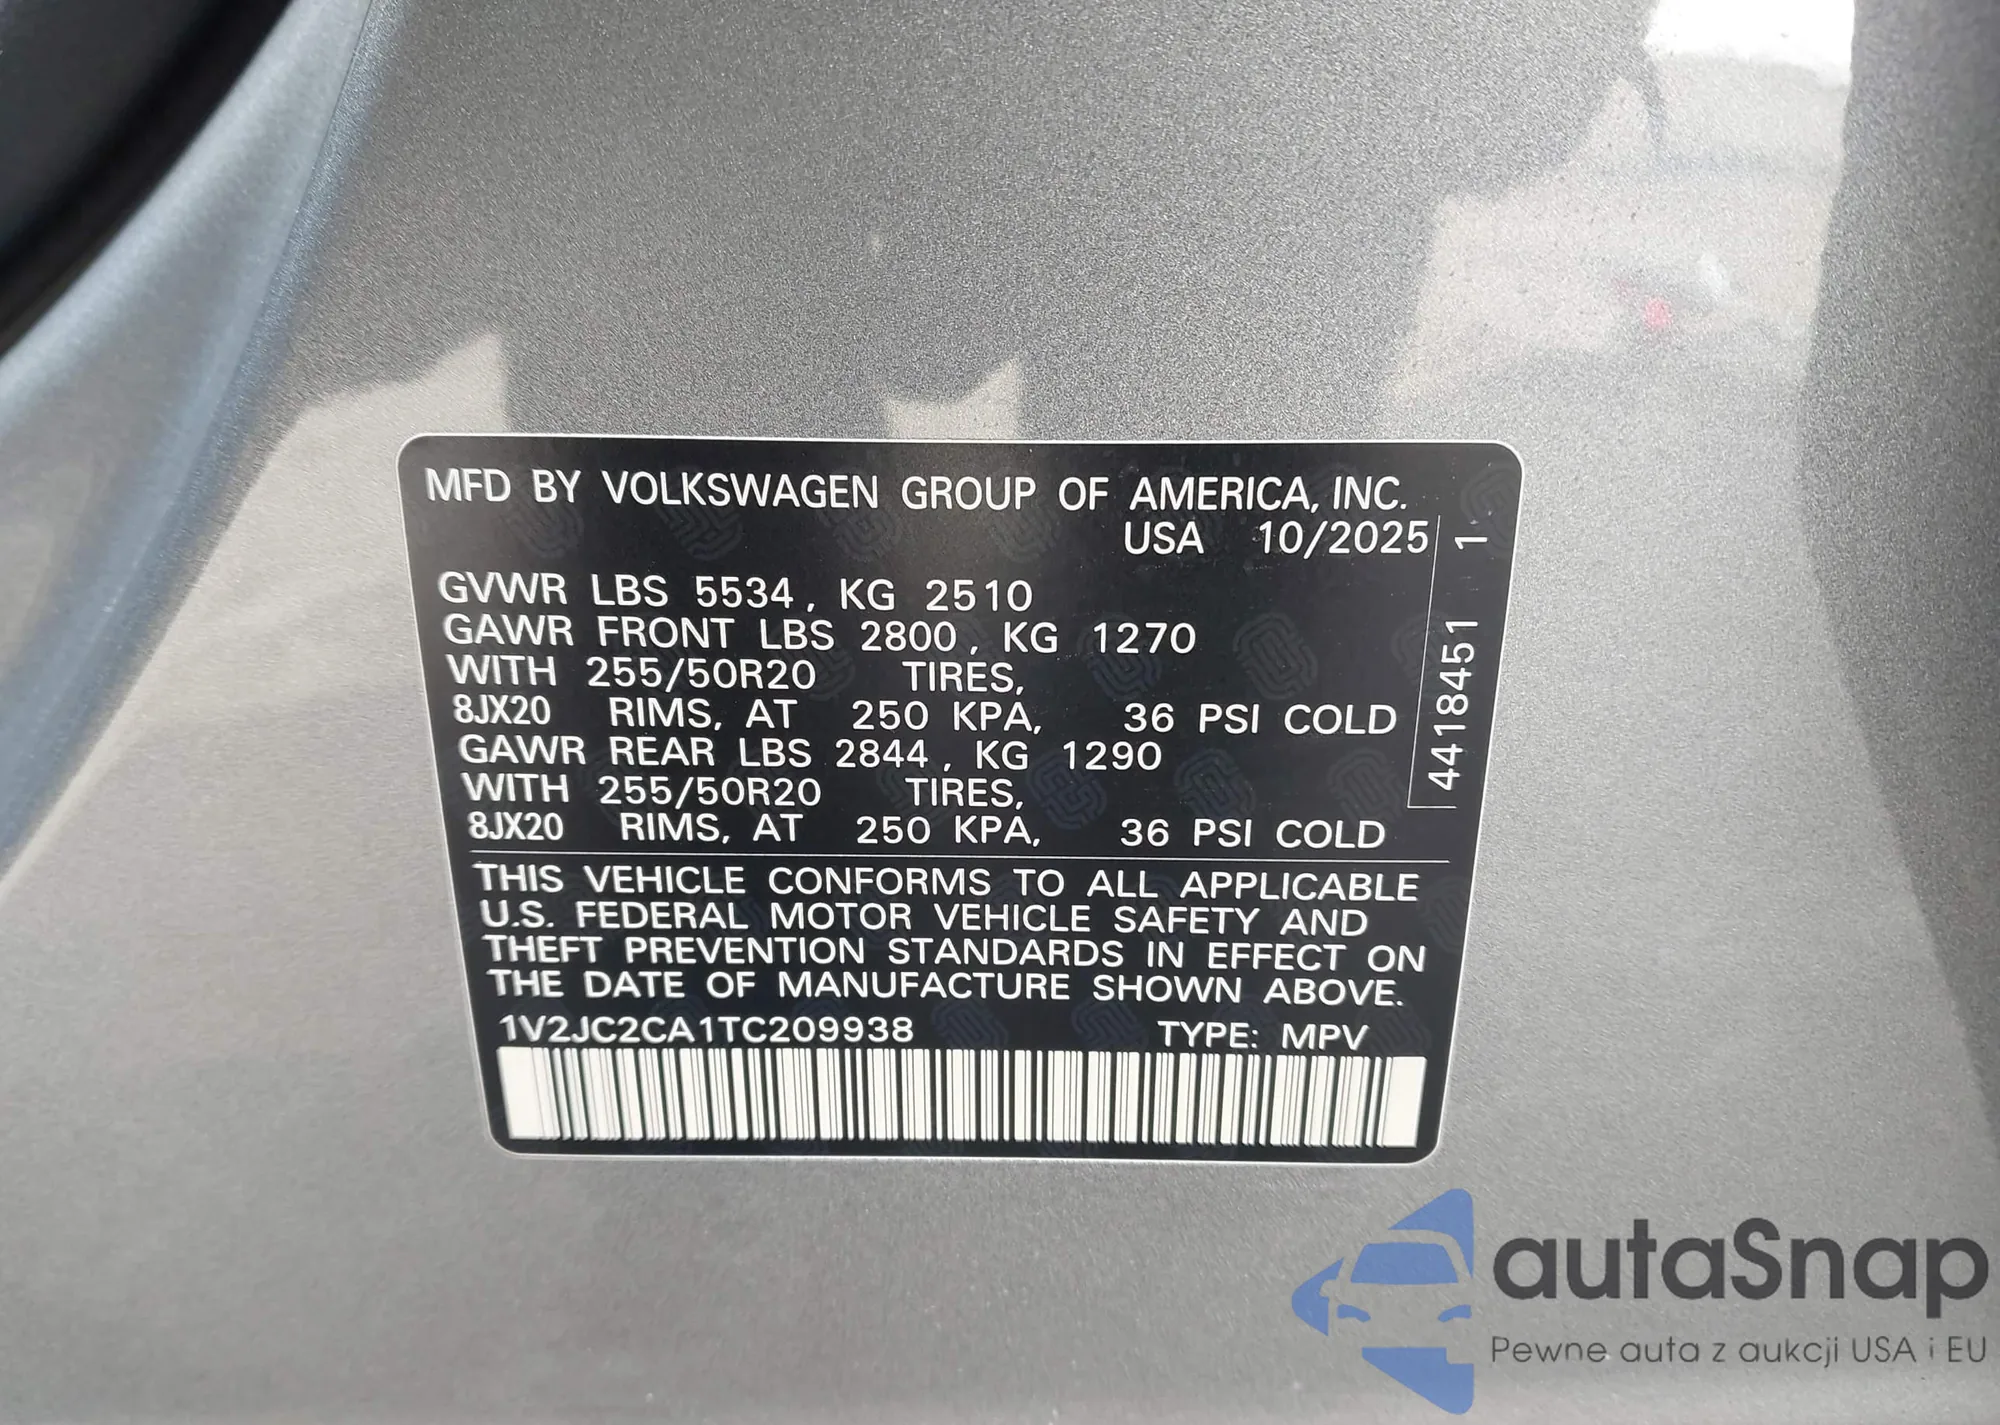 MFD BY VOLKSWAGEN GROUP OF AMERICA, INC.
USA 10/2025
GVWR LBS 5534, KG 2510
GAWR FRONT LBS 2800, KG 1270
WITH 255/50R20 TIRES,
8JX20 RIMS, AT 250 KPA, 36 PSI COLD
GAWR REAR LBS 2844, KG 1290
WITH 255/50R20 TIRES,
8JX20 RIMS, AT 250 KPA, 36 PSI COLD
4418451 1
THIS VEHICLE CONFORMS TO ALL APPLICABLE
U.S. FEDERAL MOTOR VEHICLE SAFETY AND
THEFT PREVENTION STANDARDS IN EFFECT ON
THE DATE OF MANUFACTURE SHOWN ABOVE.
1V2JC2CA1TC209938 TYPE: MPV
autaSnap
Pewne auta z aukcji USA i EU